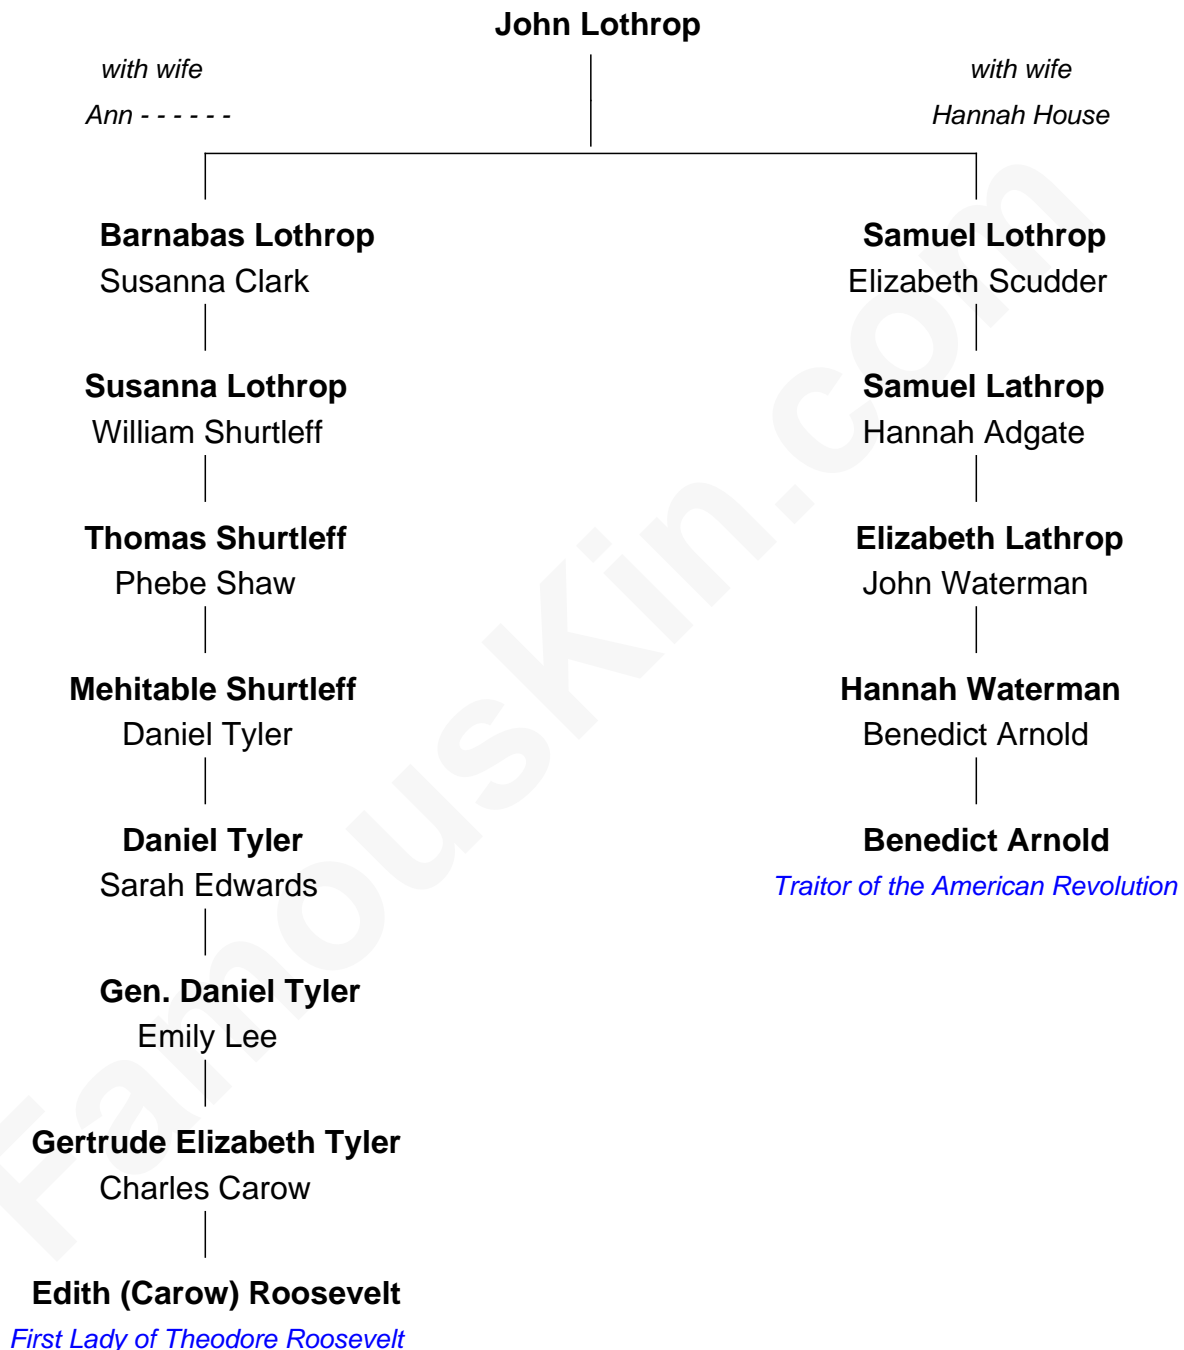 John Lothrop
with wife
with wife
Ann - - - - - -
Hannah House
Barnabas Lothrop
Samuel Lothrop
Susanna Clark
Elizabeth Scudder
Susanna Lothrop
Samuel Lathrop
William Shurtleff
Hannah Adgate
Thomas Shurtleff
Elizabeth Lathrop
Phebe Shaw
John Waterman
Mehitable Shurtleff
Hannah Waterman
Daniel Tyler
Benedict Arnold
Daniel Tyler
Benedict Arnold
Sarah Edwards
Traitor of the American Revolution
Gen. Daniel Tyler
Emily Lee
Gertrude Elizabeth Tyler
Charles Carow
Edith (Carow) Roosevelt
First Lady of Theodore Roosevelt
FamousKin.com